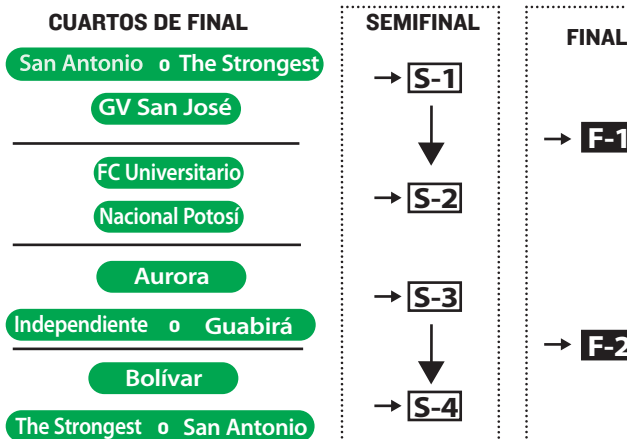 CUARTOS DE FINAL
San Antonio o The Strongest
GV San José
FC Universitario
Nacional Potosí
Aurora
Independiente o Guabirá
Bolívar
The Strongest o San Antonio
SEMIFINAL
S-1
S-2
S-3
S-4
FINAL
F-1
F-2